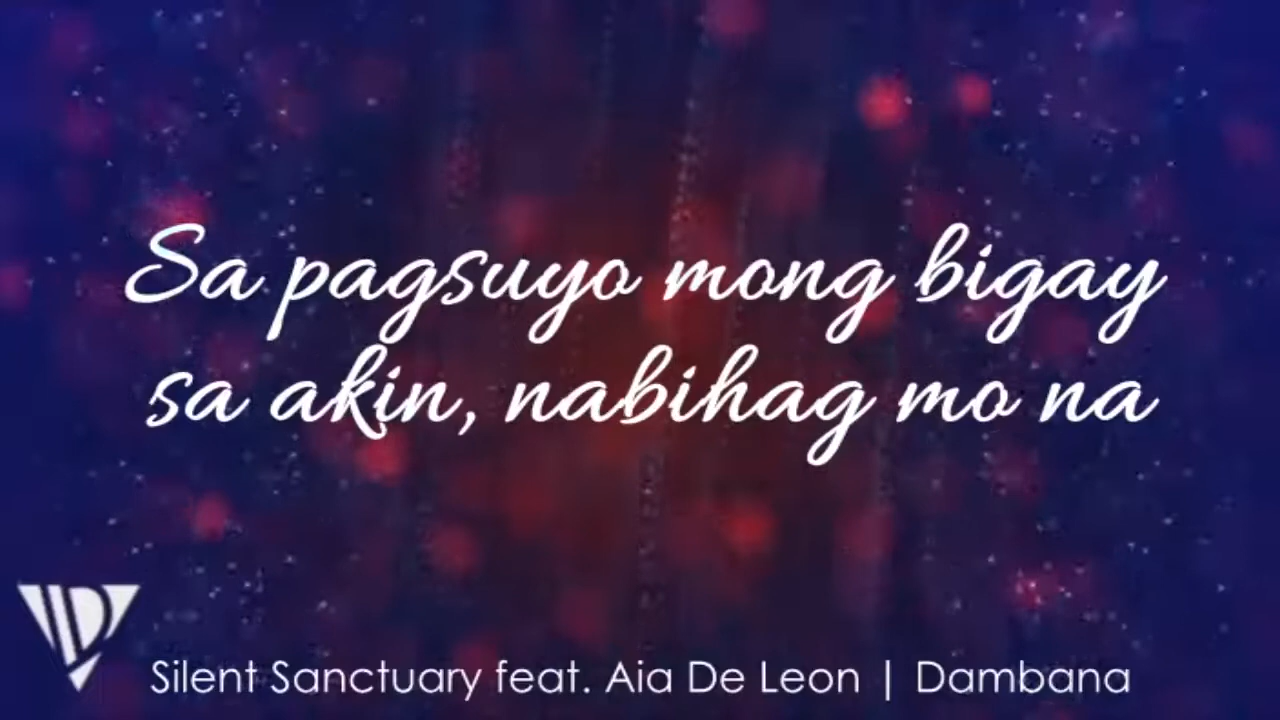 Sa pagsuyo mong bigay
sa akin, nabihag mo na
Silent Sanctuary feat. Aia De Leon | Dambana